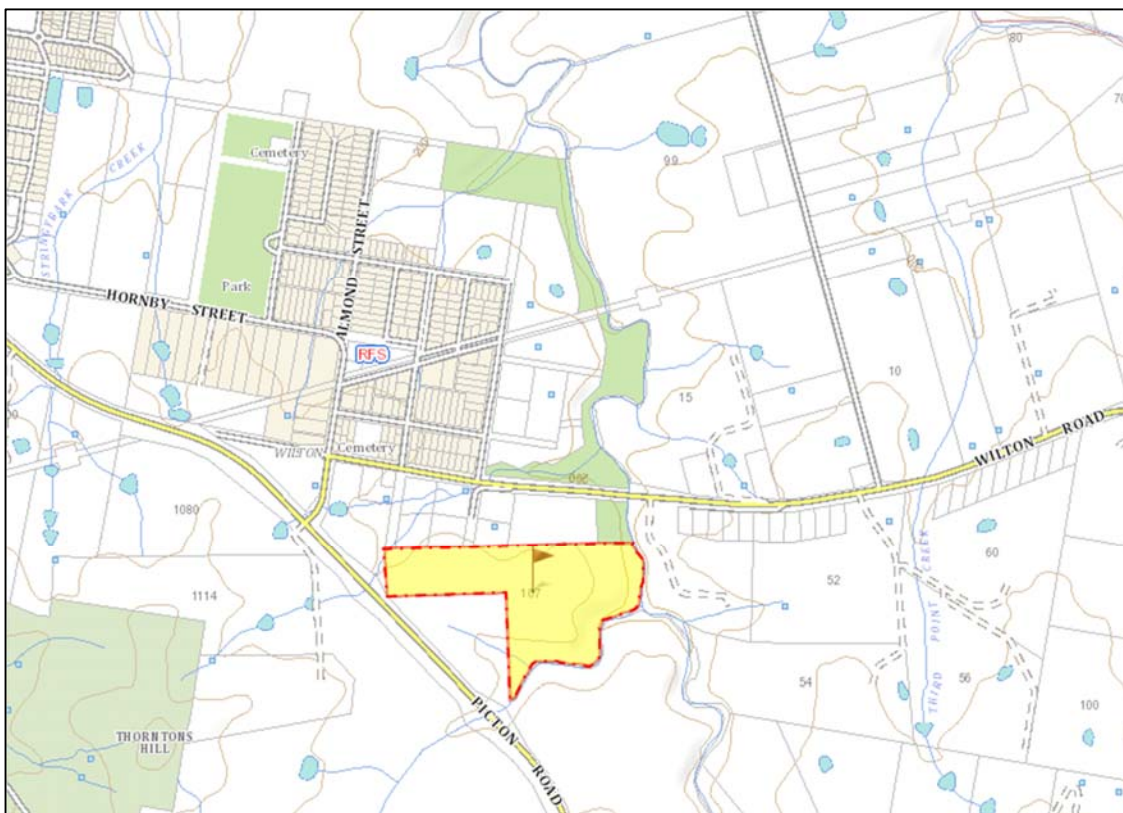 80
70
Cemetery
99
STRINGYBARK CREEK
ALMOND STREET
Park
HORNBY STREET
RFS
10
15
WILTON ROAD
WILTON
Cemetery
1080
60
52
1114
THIRD POINT CREEK
54
56
100
PICTON ROAD
THORNTONS
HILL